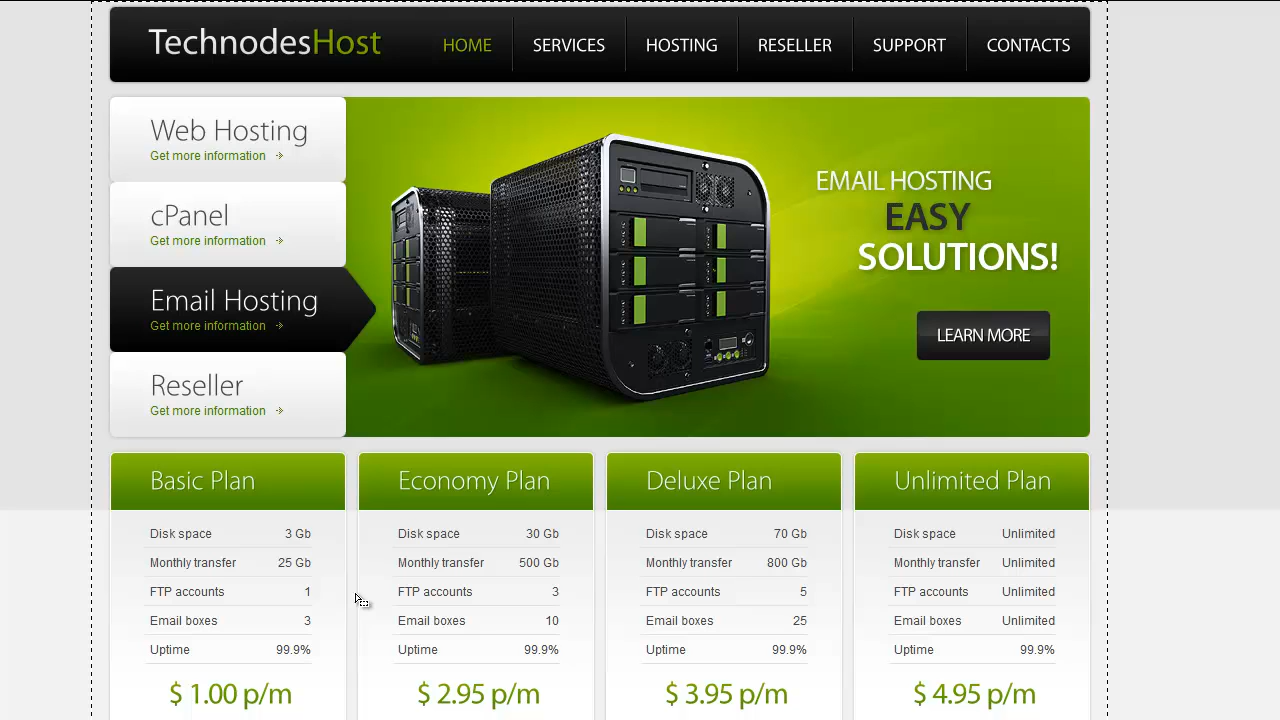 TechnodesHost
HOME SERVICES HOSTING RESELLER SUPPORT CONTACTS
Web Hosting
Get more information
cPanel
Get more information
Email Hosting
Get more information
Reseller
Get more information
EMAIL HOSTING
EASY
SOLUTIONS!
LEARN MORE
Basic Plan
Disk space 3 Gb
Monthly transfer 25 Gb
FTP accounts 1
Email boxes 3
Uptime 99.9%
$ 1.00 p/m
Economy Plan
Disk space 30 Gb
Monthly transfer 500 Gb
FTP accounts 3
Email boxes 10
Uptime 99.9%
$ 2.95 p/m
Deluxe Plan
Disk space 70 Gb
Monthly transfer 800 Gb
FTP accounts 5
Email boxes 25
Uptime 99.9%
$ 3.95 p/m
Unlimited Plan
Disk space Unlimited
Monthly transfer Unlimited
FTP accounts Unlimited
Email boxes Unlimited
Uptime 99.9%
$ 4.95 p/m